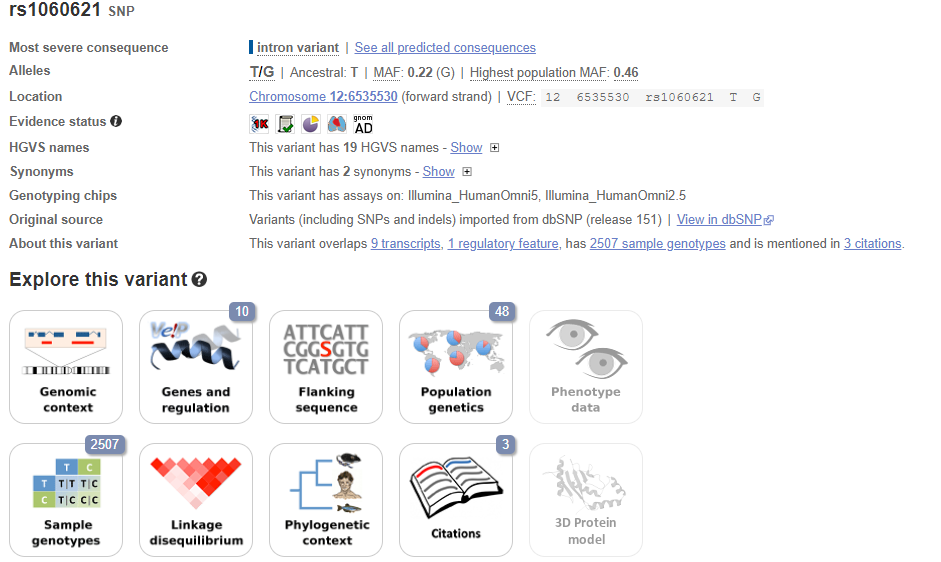 rs1060621 SNP
Most severe consequence intron variant | See all predicted consequences
Alleles T/G | Ancestral: T | MAF: 0.22 (G) | Highest population MAF: 0.46
Location Chromosome 12:6535530 (forward strand) | VCF: 12 6535530 rs1060621 T G
Evidence status i 1K gnom
AD
HGVS names This variant has 19 HGVS names - Show +
Synonyms This variant has 2 synonyms - Show +
Genotyping chips This variant has assays on: Illumina_HumanOmni5, Illumina_HumanOmni2.5
Original source Variants (including SNPs and indels) imported from dbSNP (release 151) | View in dbSNP
About this variant This variant overlaps 9 transcripts, 1 regulatory feature, has 2507 sample genotypes and is mentioned in 3 citations.
Explore this variant ?
Genomic
context
10
Ve!P
Genes and
regulation
ATTCATT
CGGSGTG
TCATGCT
Flanking
sequence
48
Population
genetics
Phenotype
data
2507
T C
T T T T C
C T C C C
Sample
genotypes
Linkage
disequilibrium
Phylogenetic
context
3
Citations
3D Protein
model